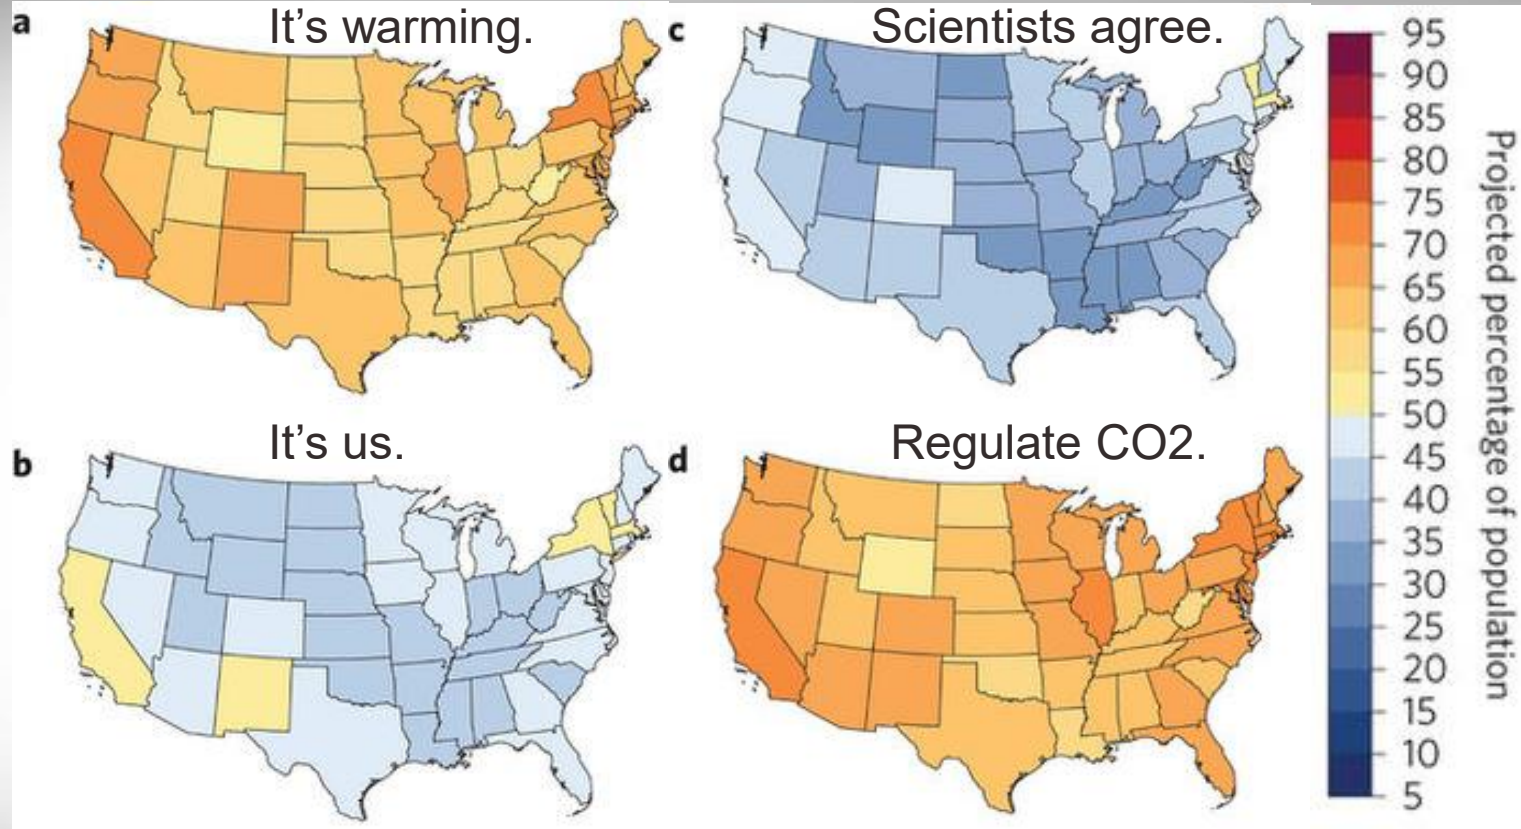 a
It's warming.
c
Scientists agree.
b
It's us.
d
Regulate CO2.
95
90
85
80
75
70
65
60
55
50
45
40
35
30
25
20
15
10
5
Projected percentage of population